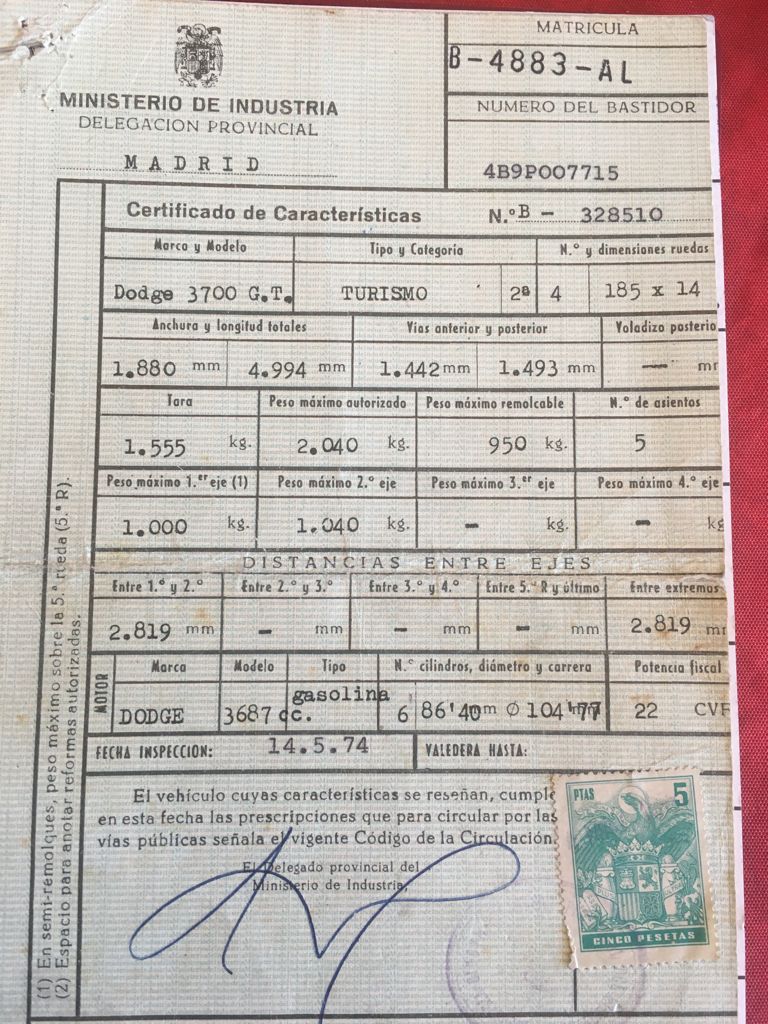 MATRICULA
B-4883-AL
MINISTERIO DE INDUSTRIA
DELEGACION PROVINCIAL
MADRID
NUMERO DEL BASTIDOR
4B9P007715
Certificado de Características N.º B - 328510
Marca y Modelo Tipo y Categoría N.º y dimensiones ruedas
Dodge 3700 G.T. TURISMO 2ª 4 185 x 14
Anchura y longitud totales Vías anterior y posterior Voladizo posterio
1.880 mm 4.994 mm 1.442 mm 1.493 mm — m
Tara Peso máximo autorizado Peso máximo remolcable N.º de asientos
1.555 kg. 2.040 kg. 950 kg. 5
Peso máximo 1.er eje (1) Peso máximo 2.º eje Peso máximo 3.er eje Peso máximo 4.º eje
1.000 kg. 1.040 kg. - kg. - kg
DISTANCIAS ENTRE EJES
Entre 1.º y 2.º Entre 2.º y 3.º Entre 3.º y 4.º Entre 5.ª R y último Entre extremos
2.819 mm - mm - mm - mm 2.819 m
MOTOR
Marca Modelo Tipo N.º cilindros, diámetro y carrera Potencia fiscal
gasolina
DODGE 3687 cc. 6 86'40 mm Ø 104'77 22 CVF
FECHA INSPECCION: 14.5.74 VALEDERA HASTA:
El vehículo cuyas características se reseñan, cumple
en esta fecha las prescripciones que para circular por las
vías públicas señala el vigente Código de la Circulación.
El Delegado provincial del
Ministerio de Industria,
PTAS 5
CINCO PESETAS
(1) En semi-remolques, peso máximo sobre la 5.ª rueda (5.ª R).
(2) Espacio para anotar reformas autorizadas.